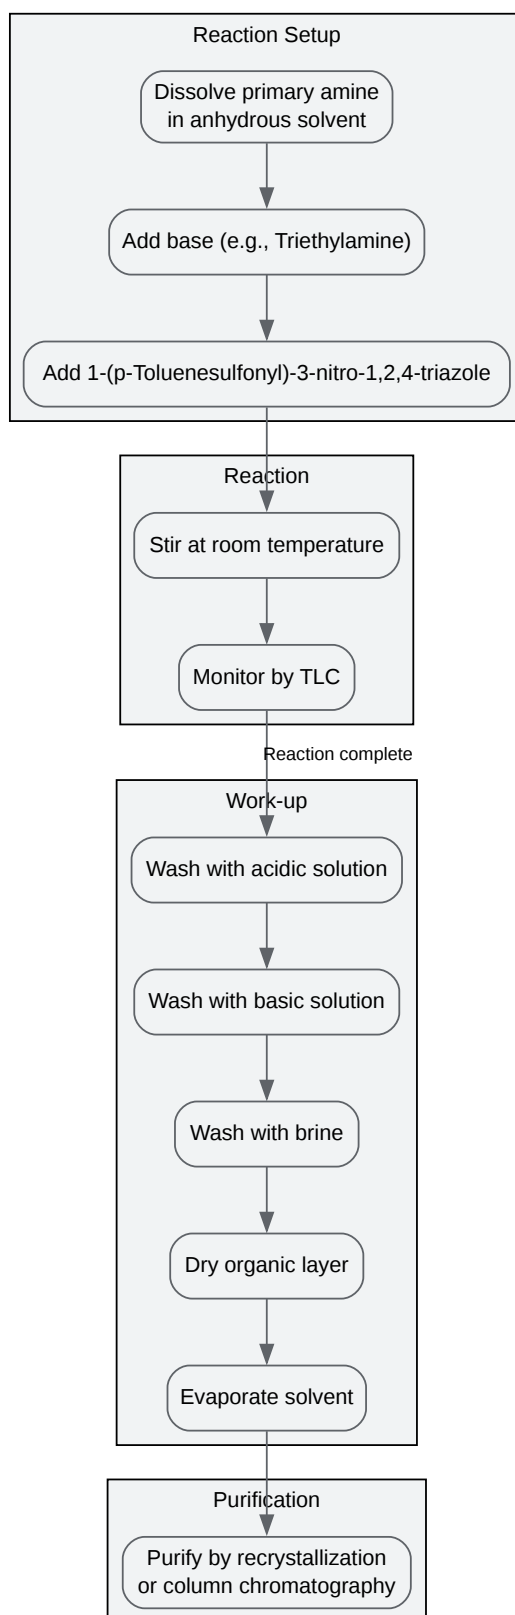 Reaction Setup
Dissolve primary amine
in anhydrous solvent
Add base (e.g., Triethylamine)
Add 1-(p-Toluenesulfonyl)-3-nitro-1,2,4-triazole
Reaction
Stir at room temperature
Monitor by TLC
Reaction complete
Work-up
Wash with acidic solution
Wash with basic solution
Wash with brine
Dry organic layer
Evaporate solvent
Purification
Purify by recrystallization
or column chromatography